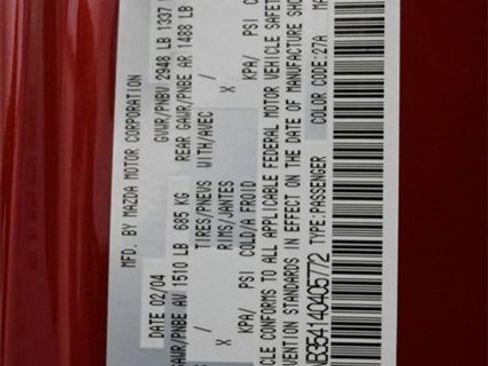 MFD. BY MAZDA MOTOR CORPORATION
DATE 02/04 GVWR/PNBV 2948 LB 1337
GAWR/PNBE AV 1510 LB 685 KG REAR GAWR/PNBE AR 1488 LB
TIRES/PNEUS WITH/AVEC /
/ RIMS/JANTES X
X KPA/ PSI COLD/A FROID KPA/ PSI C
CLE CONFORMS TO ALL APPLICABLE FEDERAL MOTOR VEHICLE SAFET
VENTION STANDARDS IN EFFECT ON THE DATE OF MANUFACTURE SHO
NB354140405772 TYPE:PASSENGER COLOR CODE:27A MA